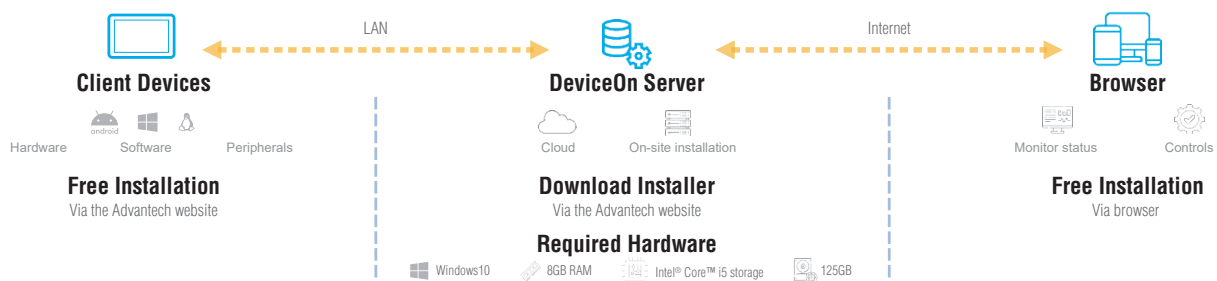 LAN
Internet
Client Devices
DeviceOn Server
Browser
android
Hardware
Software
Peripherals
Cloud
On-site installation
Monitor status
Controls
Free Installation
Via the Advantech website
Download Installer
Via the Advantech website
Free Installation
Via browser
Required Hardware
Windows10
8GB RAM
Intel® Core™ i5 storage
125GB